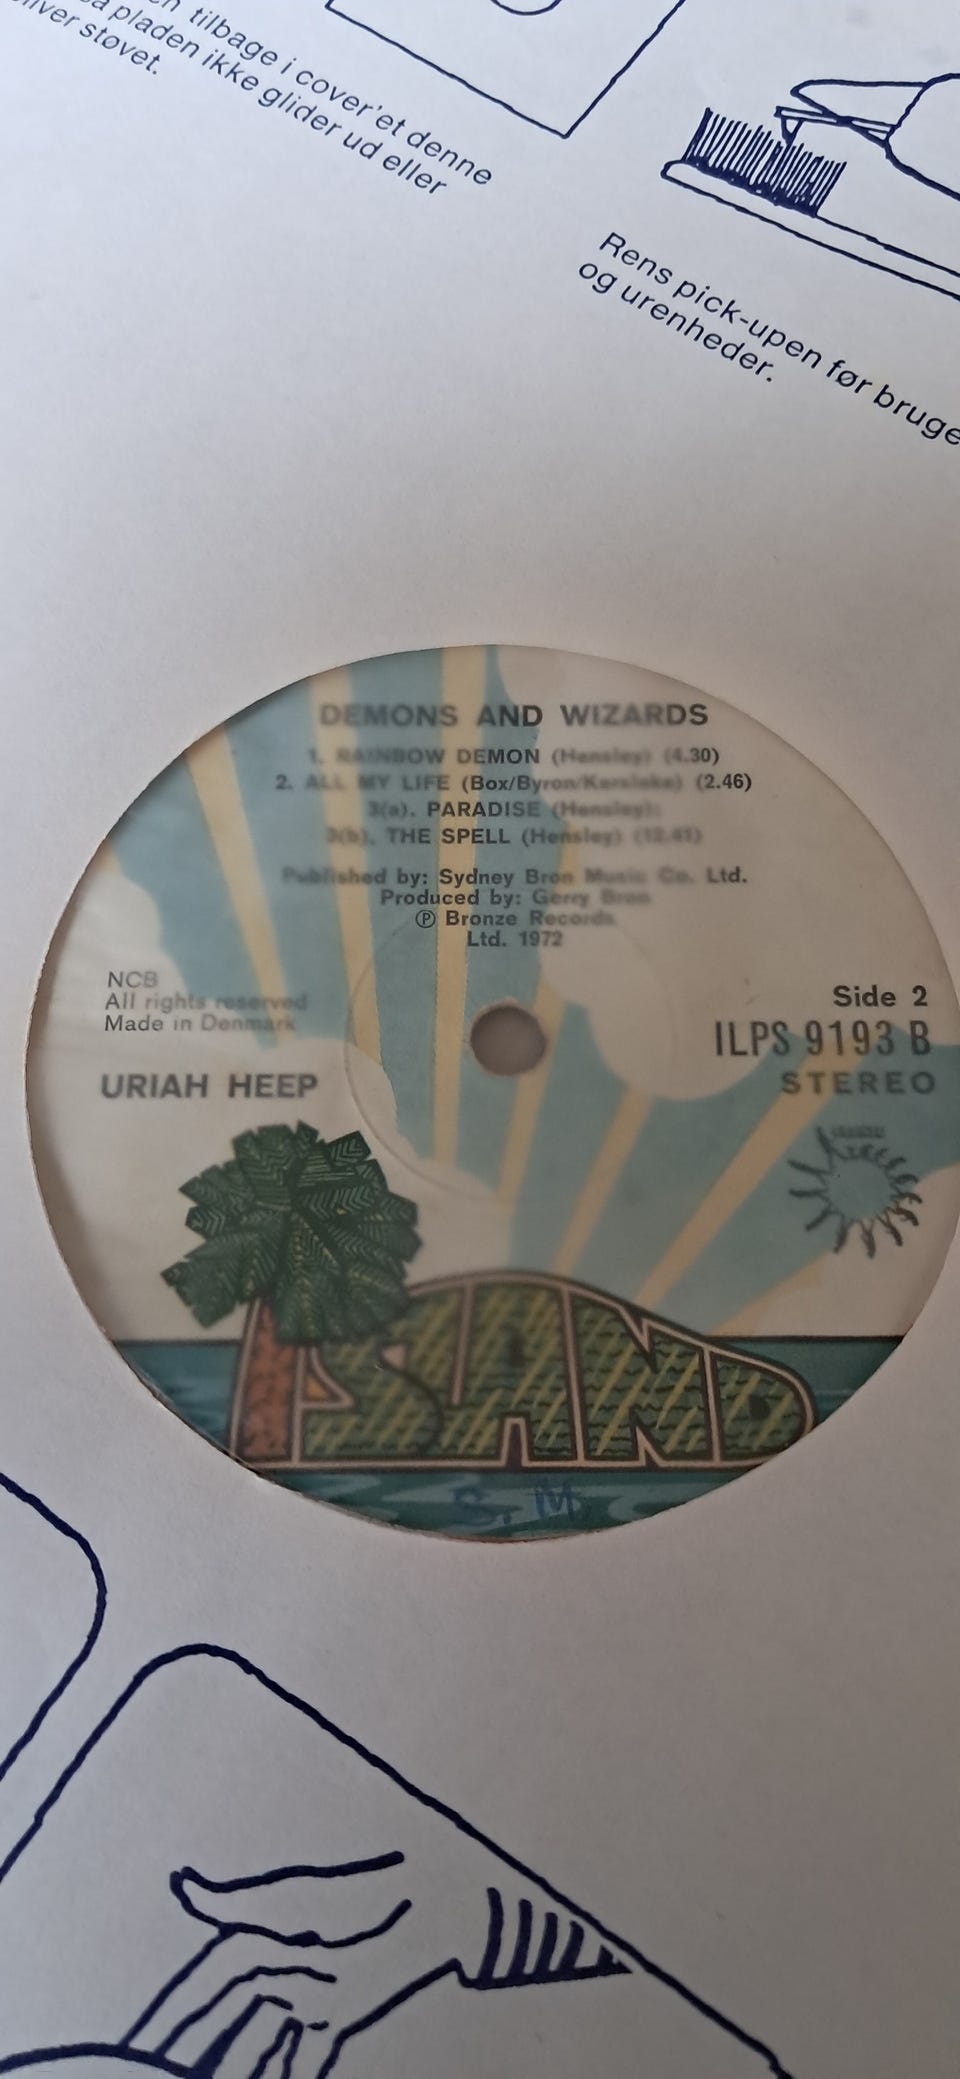 tilbage i cover'et denne
pladen ikke glider ud eller
støvet.
Rens pick-upen før bruge
og urenheder.
DEMONS AND WIZARDS
1. RAINBOW DEMON (Hensley) (4.30)
2. ALL MY LIFE (Box/Byron/Kerslake) (2.46)
3(a). PARADISE (Hensley):
3(b). THE SPELL (Hensley) (12.41)
Published by: Sydney Bron Music Co. Ltd.
Produced by: Gerry Bron
Ⓟ Bronze Records
Ltd. 1972
NCB
All rights reserved
Made in Denmark
Side 2
ILPS 9193 B
STEREO
URIAH HEEP
ISLAND
S. M.